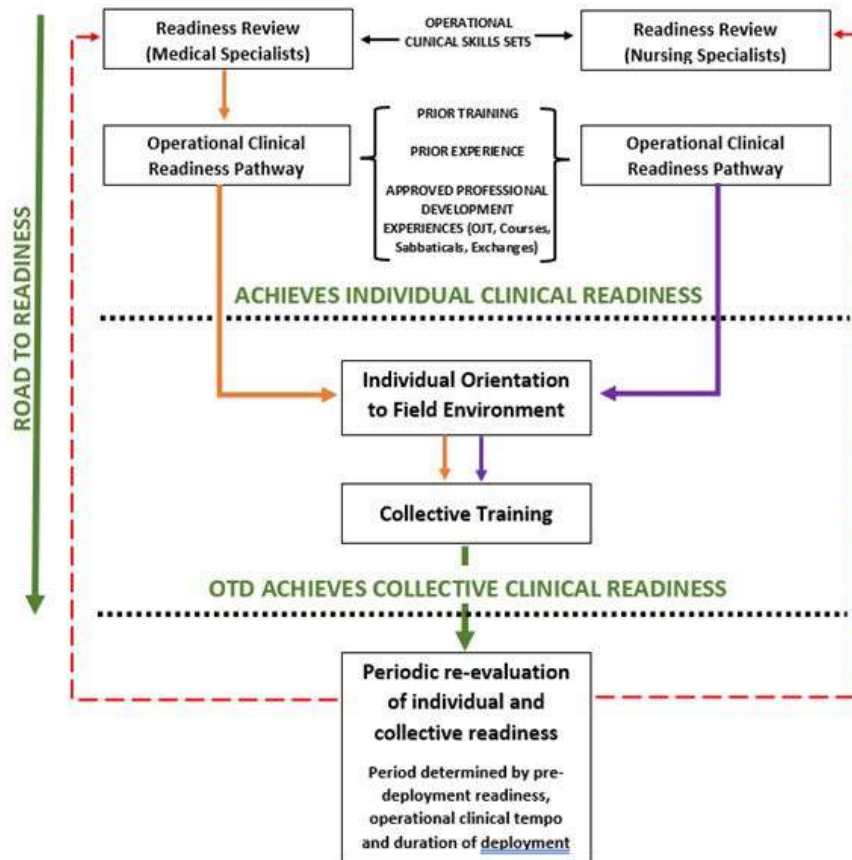 Readiness Review
(Medical Specialists)
OPERATIONAL
CLINICAL SKILLS SETS
Readiness Review
(Nursing Specialists)
Operational Clinical
Readiness Pathway
PRIOR TRAINING
PRIOR EXPERIENCE
APPROVED PROFESSIONAL
DEVELOPMENT
EXPERIENCES (OJT, Courses,
Sabbaticals, Exchanges)
Operational Clinical
Readiness Pathway
ROAD TO READINESS
ACHIEVES INDIVIDUAL CLINICAL READINESS
Individual Orientation
to Field Environment
Collective Training
OTD ACHIEVES COLLECTIVE CLINICAL READINESS
Periodic re-evaluation
of individual and
collective readiness
Period determined by pre-
deployment readiness,
operational clinical tempo
and duration of deployment